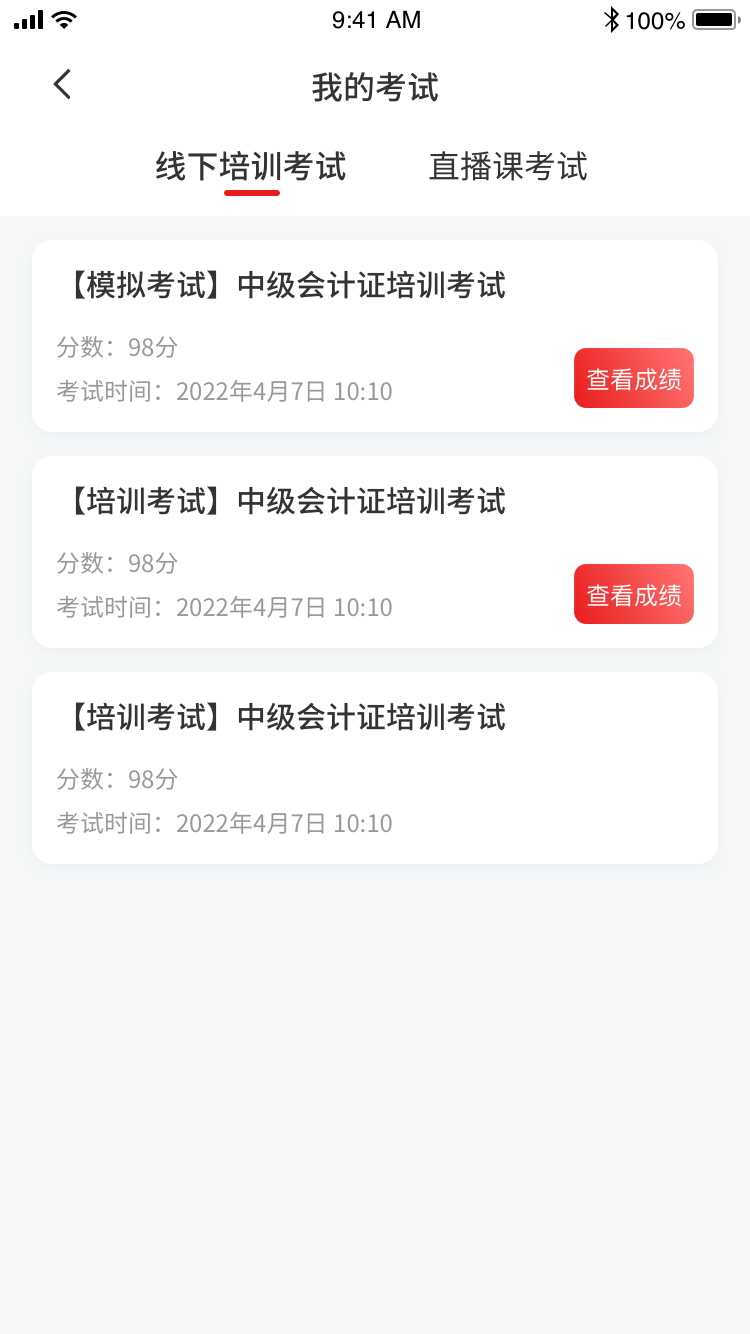 9:41 AM 100%
我的考试
线下培训考试 直播课考试
【模拟考试】中级会计证培训考试
分数：98分
考试时间：2022年4月7日 10:10
查看成绩
【培训考试】中级会计证培训考试
分数：98分
考试时间：2022年4月7日 10:10
查看成绩
【培训考试】中级会计证培训考试
分数：98分
考试时间：2022年4月7日 10:10